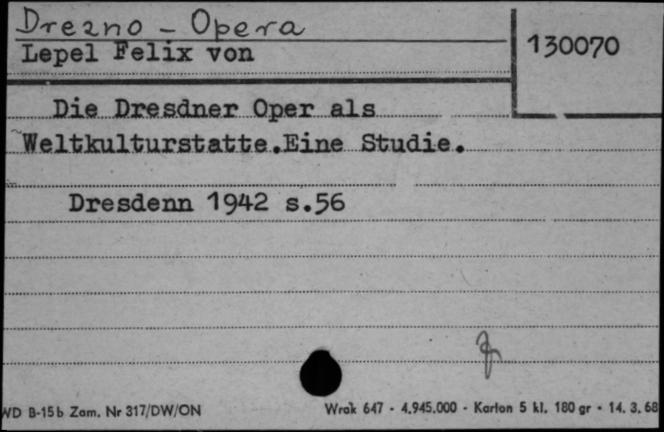 Drezno - Opera
Lepel Felix von
130070
Die Dresdner Oper als
Weltkulturstatte.Eine Studie.
Dresdenn 1942 s.56
WD B-15b Zam. Nr 317/DW/ON
Wrak 647 - 4.945.000 - Karton 5 kl. 180 gr - 14. 3. 68